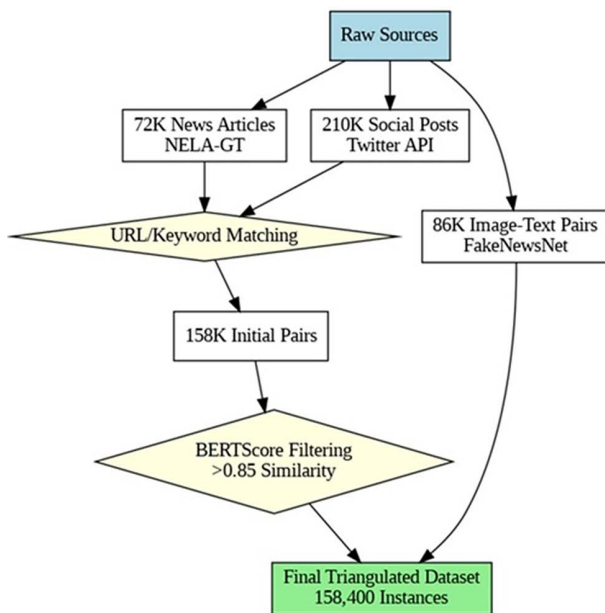 Raw Sources
72K News Articles
NELA-GT
210K Social Posts
Twitter API
URL/Keyword Matching
86K Image-Text Pairs
FakeNewsNet
158K Initial Pairs
BERTScore Filtering
>0.85 Similarity
Final Triangulated Dataset
158,400 Instances